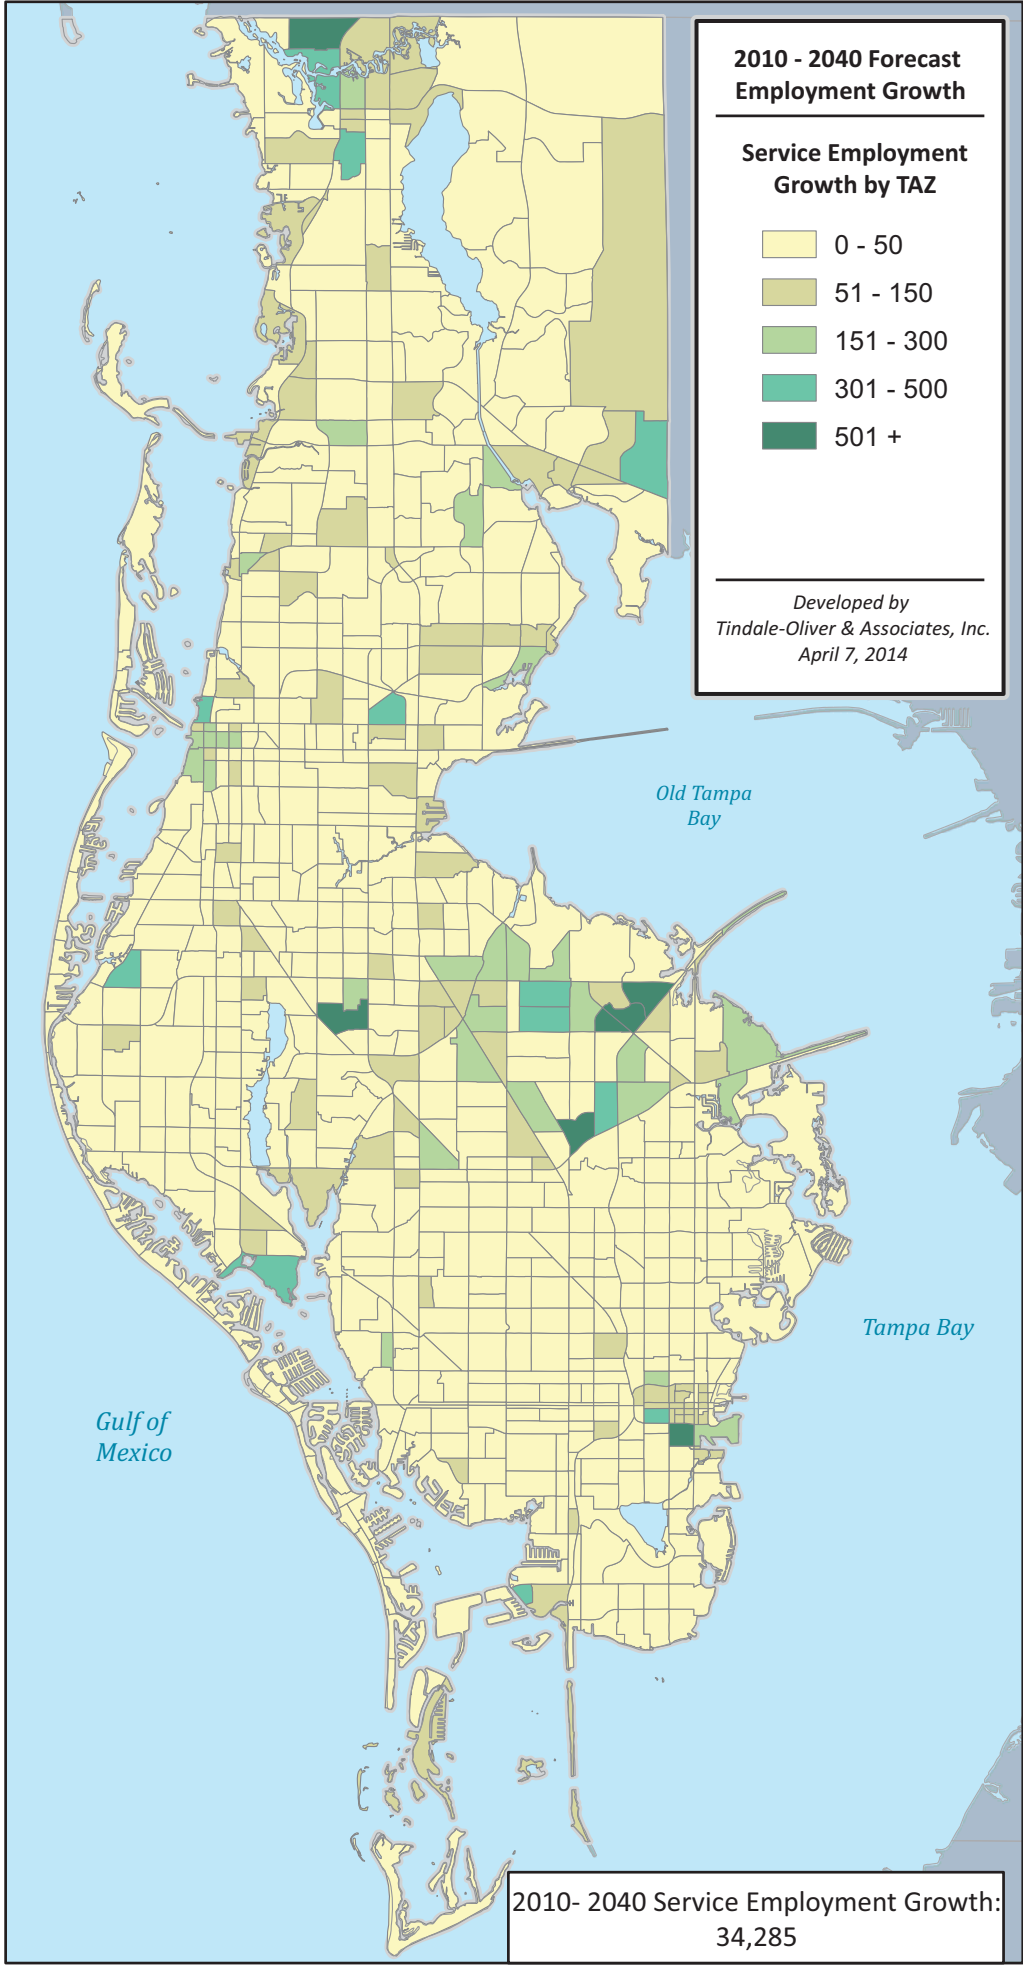 2010 - 2040 Forecast
Employment Growth
Service Employment
Growth by TAZ
0 - 50
51 - 150
151 - 300
301 - 500
501 +
Developed by
Tindale-Oliver & Associates, Inc.
April 7, 2014
Old Tampa
Bay
Tampa Bay
Gulf of
Mexico
2010- 2040 Service Employment Growth:
34,285